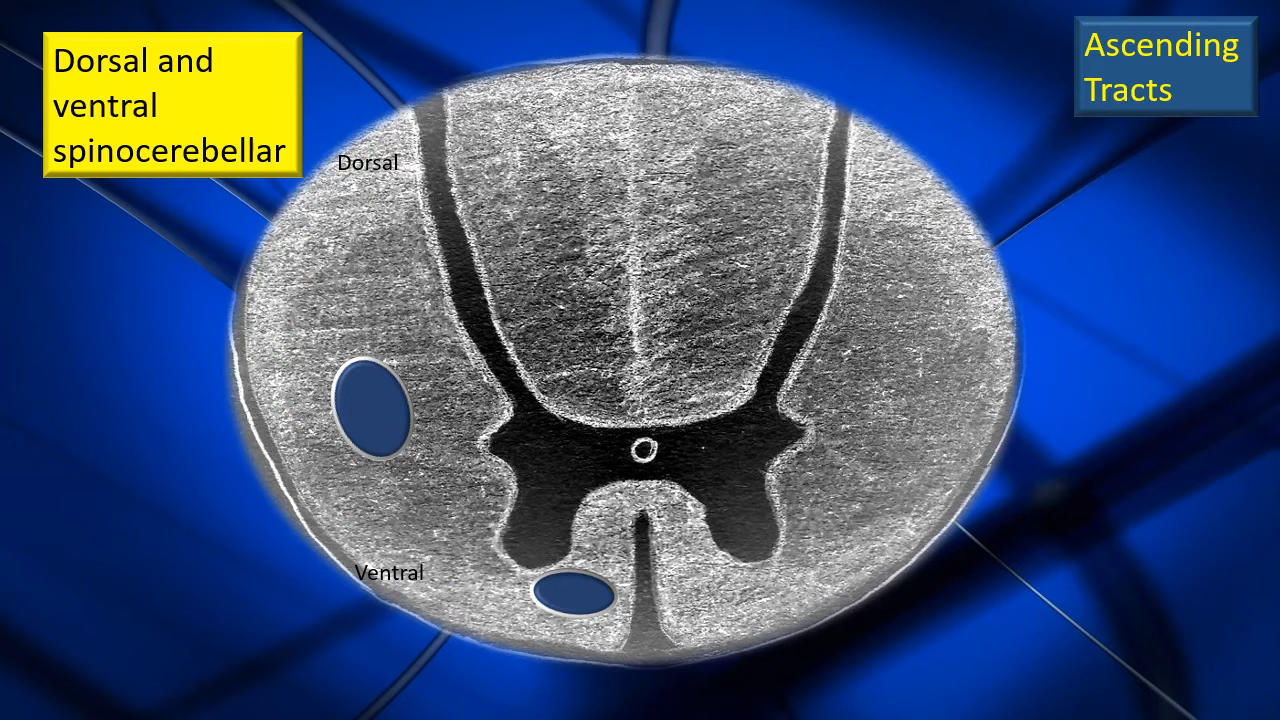 Dorsal and
ventral
spinocerebellar
Ascending
Tracts
Dorsal
Ventral